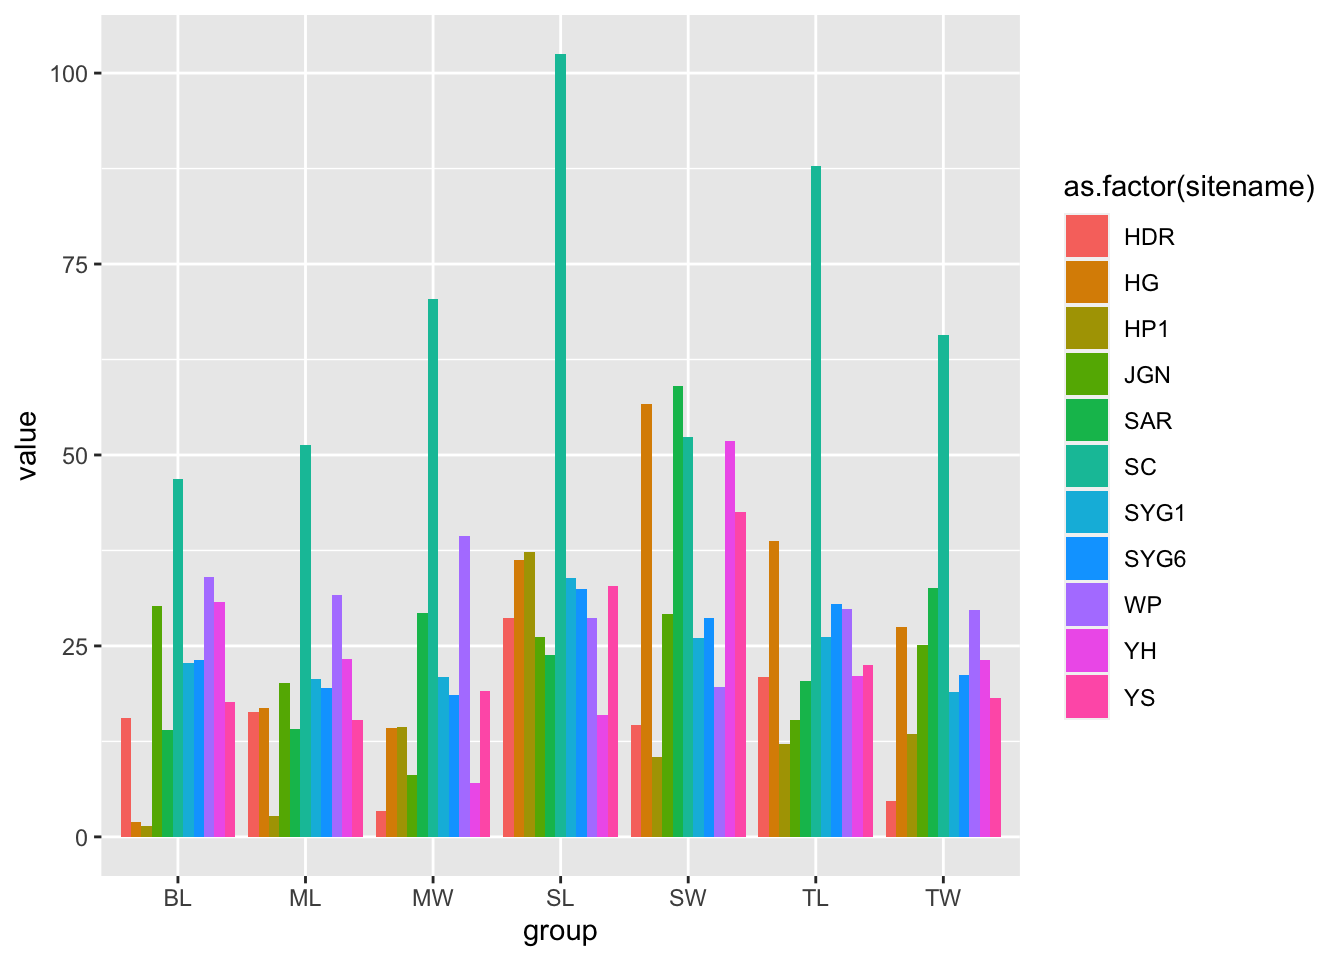 100
75
50
25
0
value
BL ML MW SL SW TL TW
group
as.factor(sitename)
HDR
HG
HP1
JGN
SAR
SC
SYG1
SYG6
WP
YH
YS